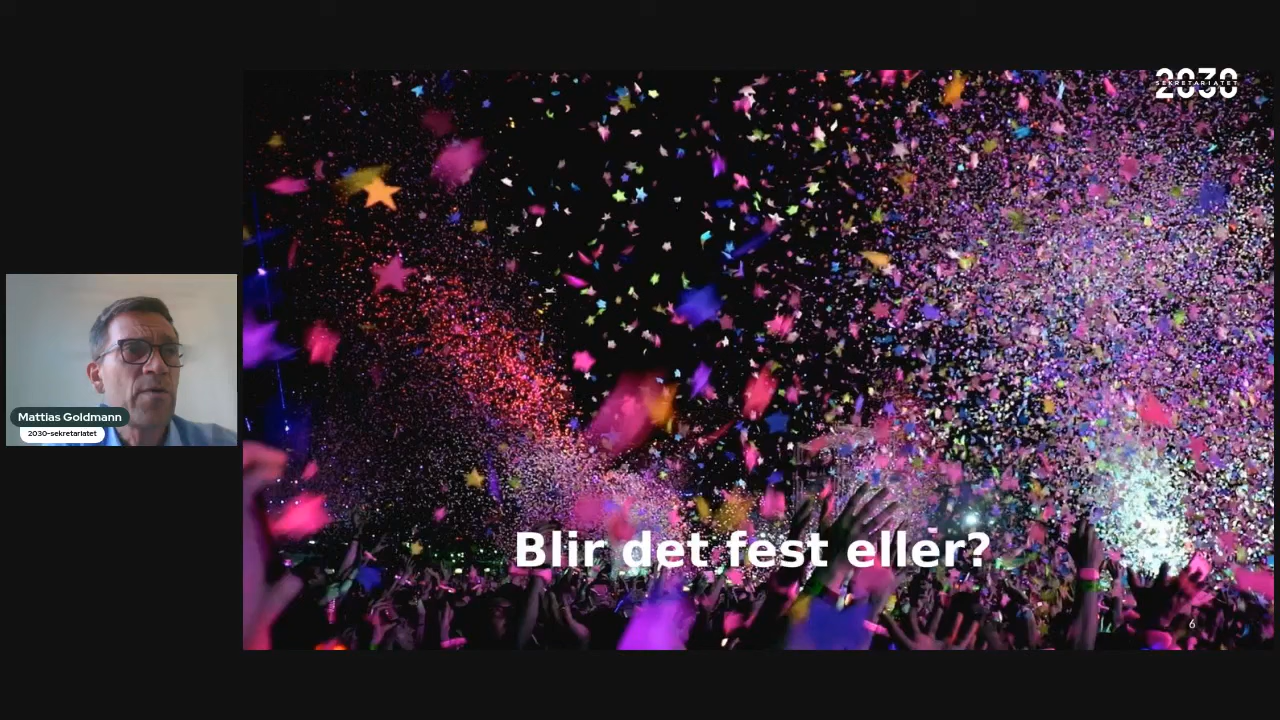 2030
SEKRETARIATET
Mattias Goldmann
2030-sekretariatet
Blir det fest eller?
6